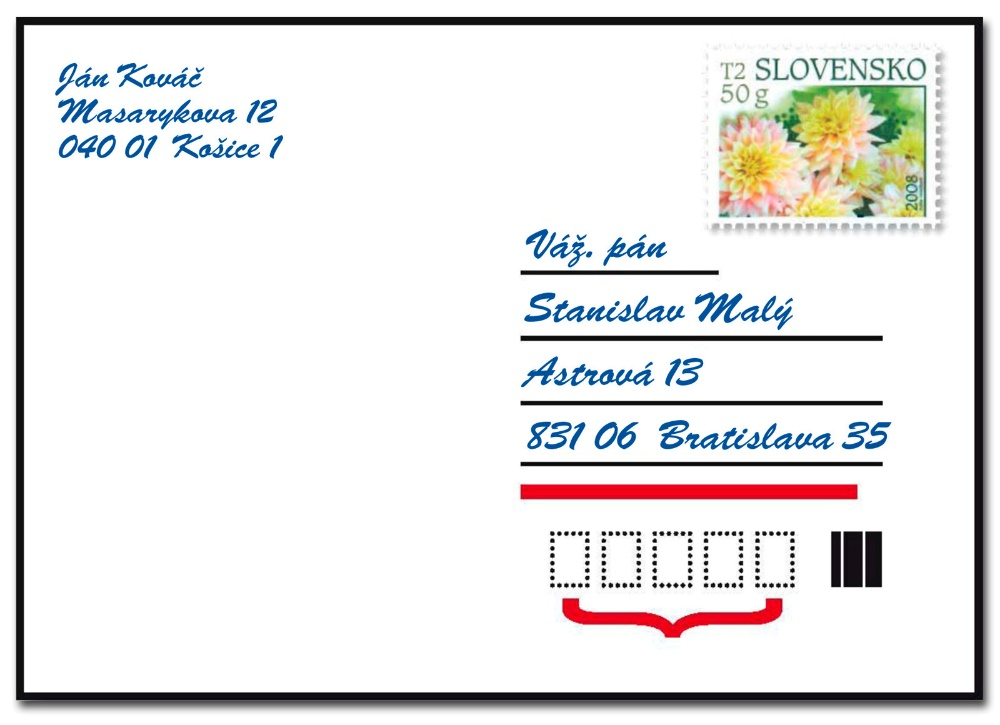 Ján Kováč
Masarykova 12
040 01 Košice 1
T2 SLOVENSKO
50 g
2008
Váž. pán
Stanislav Malý
Astrová 13
831 06 Bratislava 35